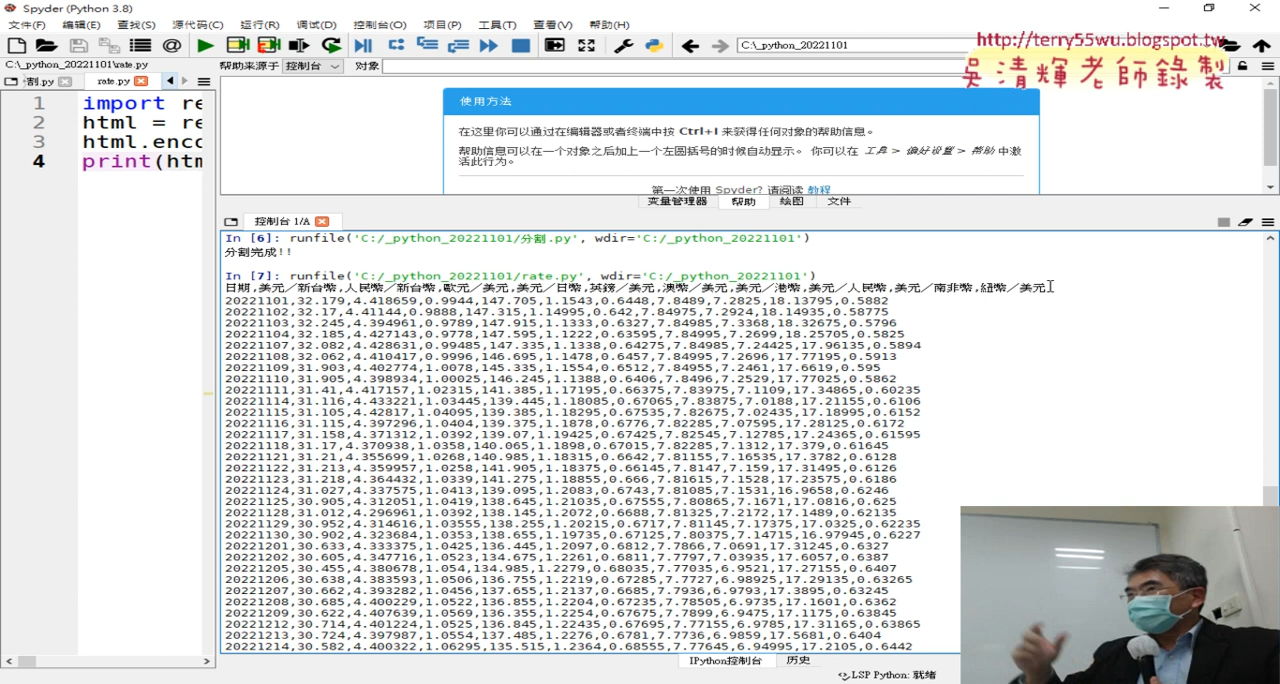 Spyder (Python 3.8)
文件(F) 编辑(E) 查找(S) 源代码(C) 运行(R) 调试(D) 控制台(O) 项目(P) 工具(T) 查看(V) 帮助(H)
C:\_python_20221101
http://terry55wu.blogspot.tw
吳清輝老師錄製
C:\_python_20221101\rate.py
帮助来源于 控制台 对象
割.py rate.py
1 import re
2 html = re
3 html.enco
4 print(htm
使用方法
在这里你可以通过在编辑器或者终端中按 Ctrl+I 来获得任何对象的帮助信息。
帮助信息可以在一个对象之后加上一个左圆括号的时候自动显示。 你可以在 工具 > 偏好设置 > 帮助 中激
活此行为。
第一次使用 Spyder? 请阅读 教程
变量管理器 帮助 绘图 文件
控制台 1/A
In [6]: runfile('C:/_python_20221101/分割.py', wdir='C:/_python_20221101')
分割完成!!
In [7]: runfile('C:/_python_20221101/rate.py', wdir='C:/_python_20221101')
日期,美元／新台幣,人民幣／新台幣,歐元／美元,美元／日幣,英鎊／美元,澳幣／美元,美元／港幣,美元／人民幣,美元／南非幣,紐幣／美元
20221101,32.179,4.418659,0.9944,147.705,1.1543,0.6448,7.8489,7.2825,18.13795,0.5882
20221102,32.17,4.41144,0.9888,147.315,1.14995,0.642,7.84975,7.2924,18.14935,0.58775
20221103,32.245,4.394961,0.9789,147.915,1.1333,0.6327,7.84985,7.3368,18.32675,0.5796
20221104,32.185,4.427143,0.9778,147.595,1.1222,0.63595,7.84995,7.2699,18.25705,0.5825
20221107,32.082,4.428631,0.99485,147.335,1.1338,0.64275,7.84985,7.24425,17.96135,0.5894
20221108,32.062,4.410417,0.9996,146.695,1.1478,0.6457,7.84995,7.2696,17.77195,0.5913
20221109,31.903,4.402774,1.0078,145.335,1.1554,0.6512,7.84955,7.2461,17.6619,0.595
20221110,31.905,4.398934,1.00025,146.245,1.1388,0.6406,7.8496,7.2529,17.77025,0.5862
20221111,31.41,4.417157,1.02315,141.385,1.17195,0.66375,7.83975,7.1109,17.34865,0.60235
20221114,31.116,4.433221,1.03445,139.445,1.18085,0.67065,7.83875,7.0188,17.21155,0.6106
20221115,31.105,4.42817,1.04095,139.385,1.18295,0.67535,7.82675,7.02435,17.18995,0.6152
20221116,31.115,4.397296,1.0404,139.375,1.1878,0.6776,7.82285,7.07595,17.28125,0.6172
20221117,31.158,4.371312,1.0392,139.07,1.19425,0.67425,7.82545,7.12785,17.24365,0.61595
20221118,31.17,4.370938,1.0358,140.065,1.1898,0.67015,7.82285,7.1312,17.379,0.61645
20221121,31.21,4.355699,1.0268,140.985,1.18315,0.6642,7.81155,7.16535,17.3782,0.6128
20221122,31.213,4.359957,1.0258,141.905,1.18375,0.66145,7.8147,7.159,17.31495,0.6126
20221123,31.218,4.364432,1.0339,141.275,1.18855,0.666,7.81615,7.1528,17.23575,0.6186
20221124,31.027,4.337575,1.0413,139.095,1.2083,0.6743,7.81085,7.1531,16.9658,0.6246
20221125,30.905,4.312051,1.0419,138.645,1.21035,0.67555,7.80865,7.1671,17.0816,0.625
20221128,31.012,4.296961,1.0392,138.145,1.2072,0.6688,7.81325,7.2172,17.1489,0.62135
20221129,30.952,4.314616,1.03555,138.255,1.20215,0.6717,7.81145,7.17375,17.0325,0.62235
20221130,30.902,4.323684,1.0353,138.655,1.19735,0.67125,7.80375,7.14715,16.97945,0.6227
20221201,30.633,4.333375,1.0425,136.445,1.2097,0.6812,7.7866,7.0691,17.31245,0.6327
20221202,30.605,4.347716,1.0523,134.675,1.2261,0.6811,7.7797,7.03935,17.6057,0.6387
20221205,30.455,4.380678,1.054,134.985,1.2279,0.68035,7.77035,6.9521,17.27155,0.6407
20221206,30.638,4.383593,1.0506,136.755,1.2219,0.67285,7.7727,6.98925,17.29135,0.63265
20221207,30.662,4.393282,1.0456,137.655,1.2137,0.6685,7.7936,6.9793,17.3895,0.63245
20221208,30.685,4.400229,1.0522,136.855,1.2204,0.67235,7.78505,6.9735,17.1601,0.6362
20221209,30.622,4.407639,1.0569,136.355,1.2254,0.67675,7.7899,6.9475,17.1175,0.63845
20221212,30.714,4.401224,1.0525,136.845,1.22435,0.67695,7.77155,6.9785,17.31165,0.63865
20221213,30.724,4.397987,1.0554,137.485,1.2276,0.6781,7.7736,6.9859,17.5681,0.6404
20221214,30.582,4.400322,1.06295,135.515,1.2364,0.68555,7.77645,6.94995,17.2105,0.6442
IPython控制台 历史
LSP Python: 就绪